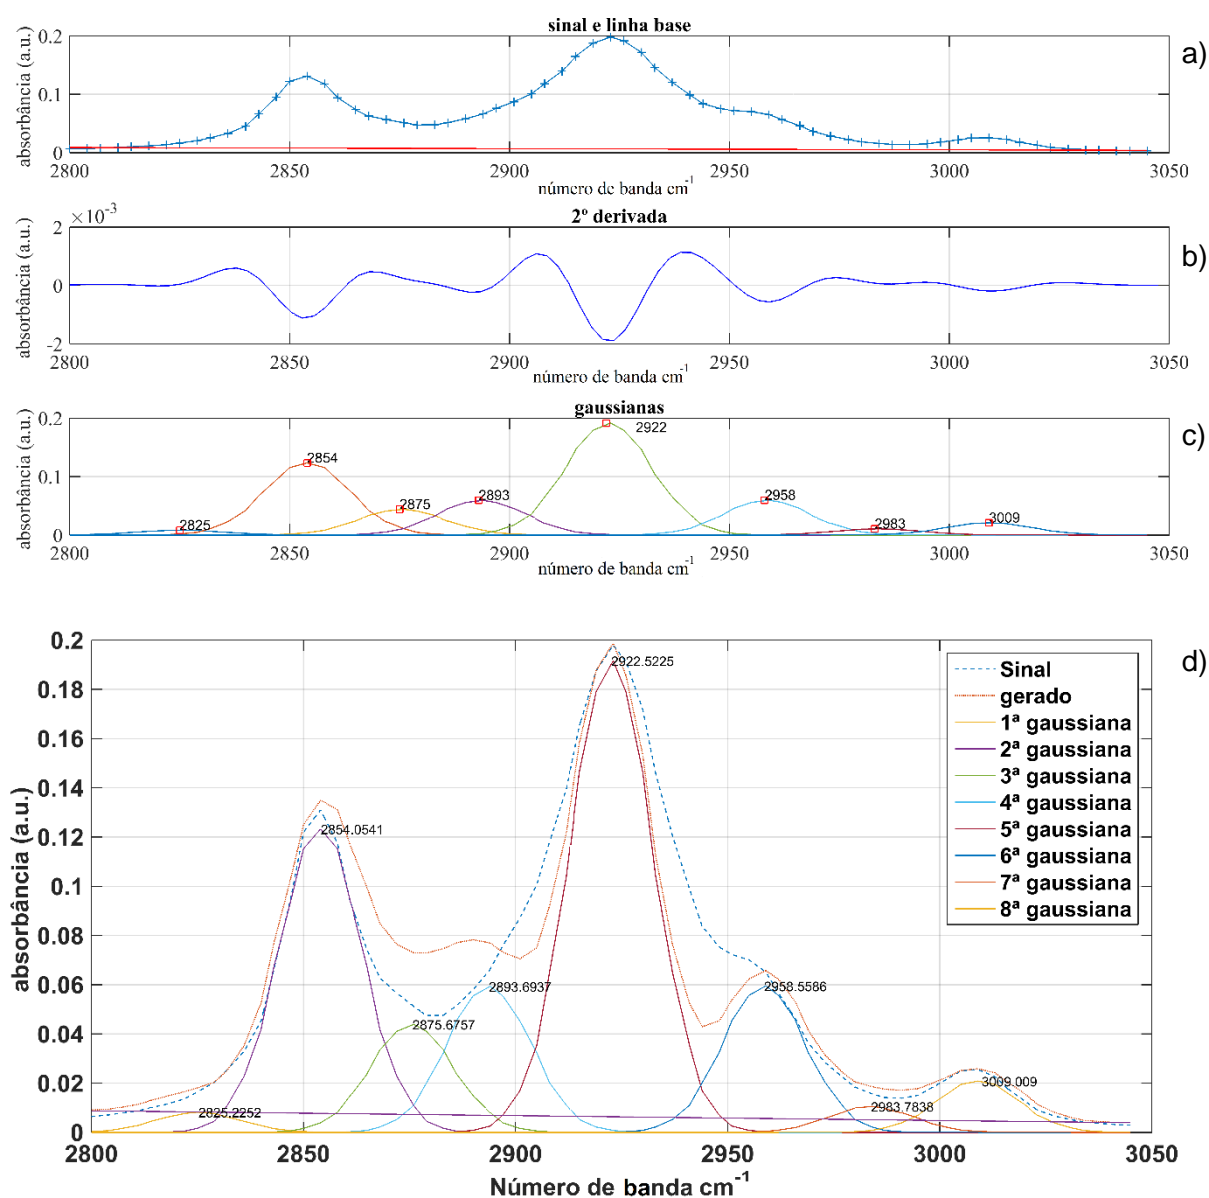 sinal e linha base
a)
absorbância (a.u.)
0.2
0.1
0
2800 2850 2900 2950 3000 3050
número de banda cm-1
2º derivada
b)
×10-3
absorbância (a.u.)
2
0
-2
2800 2850 2900 2950 3000 3050
número de banda cm-1
gaussianas
c)
absorbância (a.u.)
0.2
0.1
0
2825
2854
2875
2893
2922
2958
2983
3009
2800 2850 2900 2950 3000 3050
número de banda cm-1
d)
absorbância (a.u.)
0.2
0.18
0.16
0.14
0.12
0.1
0.08
0.06
0.04
0.02
0
2825.2252
2854.0541
2875.6757
2893.6937
2922.5225
2958.5586
2983.7838
3009.009
Sinal
gerado
1ª gaussiana
2ª gaussiana
3ª gaussiana
4ª gaussiana
5ª gaussiana
6ª gaussiana
7ª gaussiana
8ª gaussiana
2800 2850 2900 2950 3000 3050
Número de banda cm-1